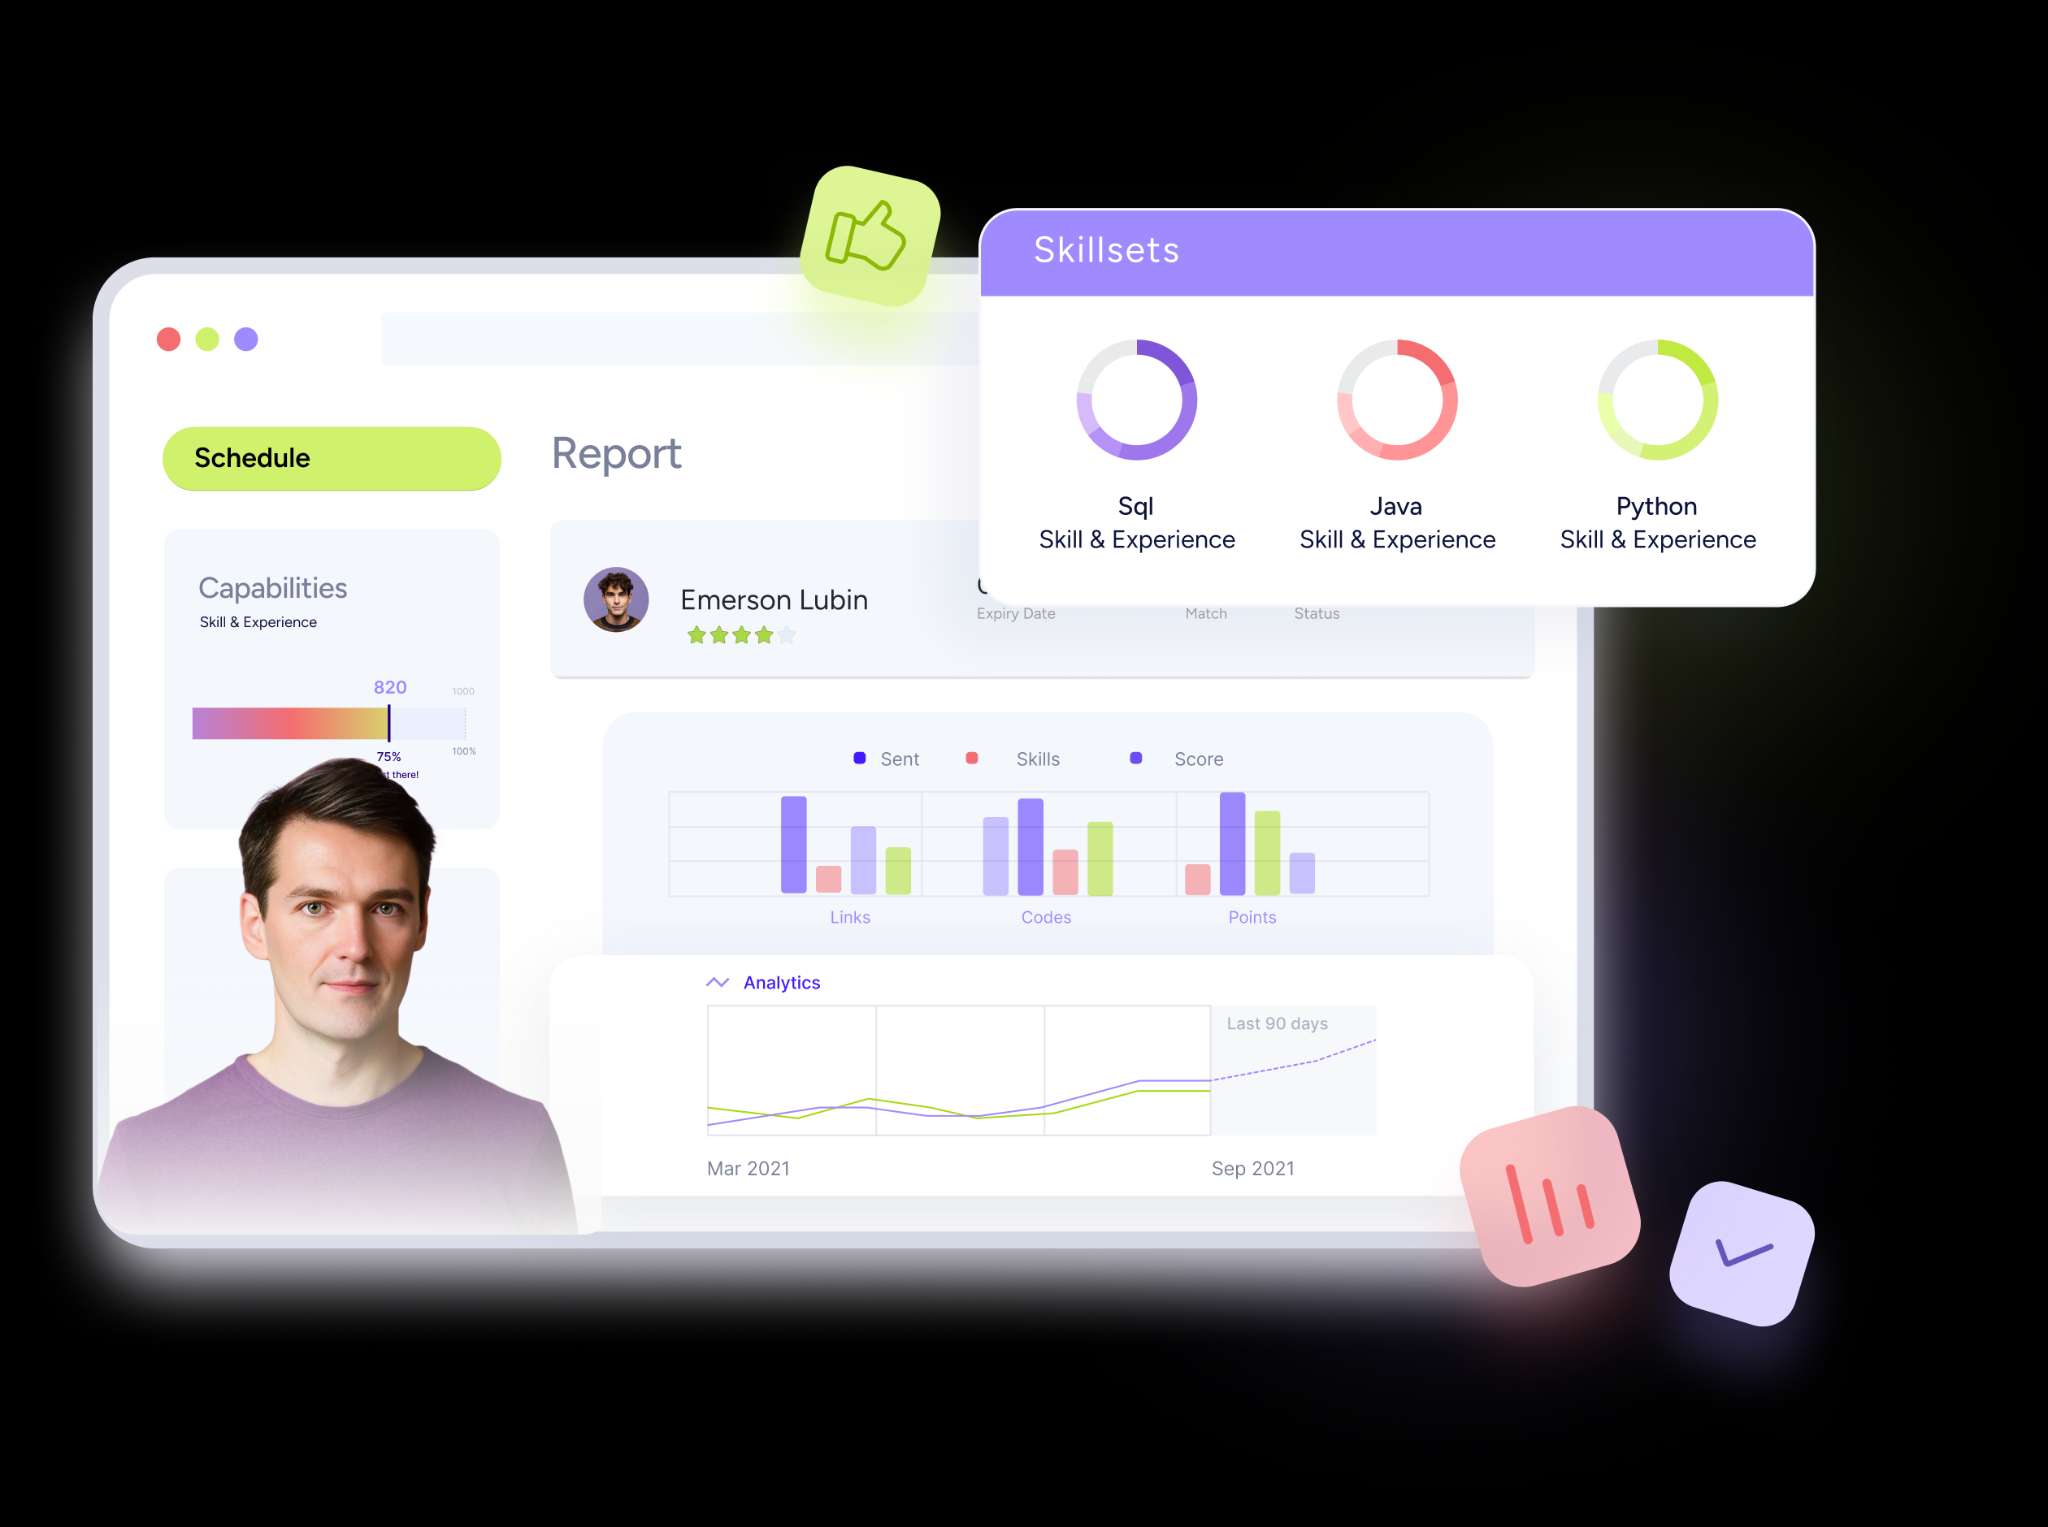 Skillsets
Sql
Skill & Experience
Java
Skill & Experience
Python
Skill & Experience
Schedule
Report
Capabilities
Skill & Experience
820
1000
75%
100%
there!
Emerson Lubin
Expiry Date
Match
Status
Sent
Skills
Score
Links
Codes
Points
Analytics
Last 90 days
Mar 2021
Sep 2021